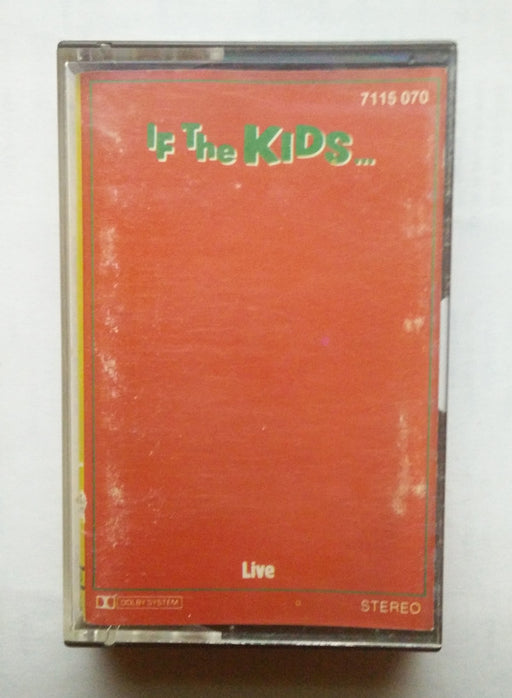 7115 070
IF The KIDS...
Live
DOLBY SYSTEM
STEREO